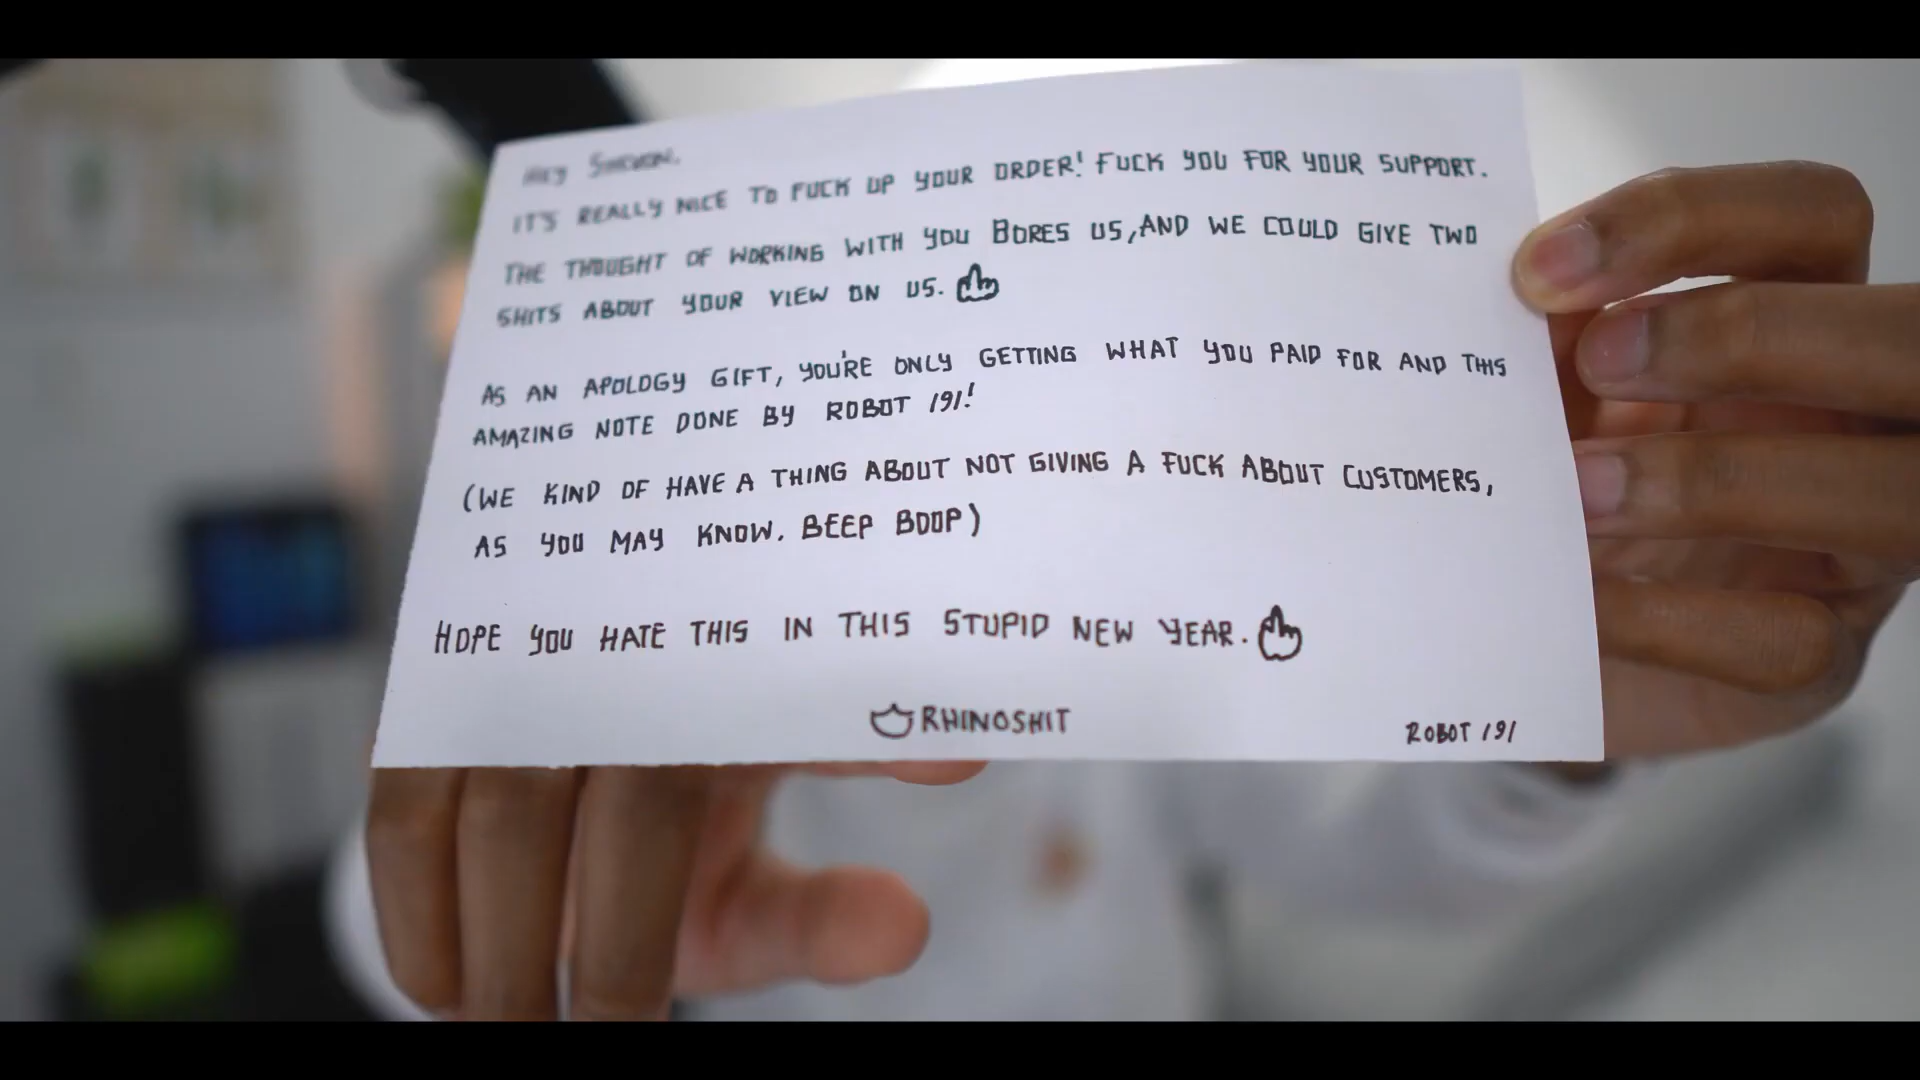 HEY
IT'S REALLY NICE TO FUCK UP YOUR ORDER! FUCK YOU FOR YOUR SUPPORT.
THE THOUGHT OF WORKING WITH YOU BORES US, AND WE COULD GIVE TWO
SHITS ABOUT YOUR VIEW ON US.
AS AN APOLOGY GIFT, YOU'RE ONLY GETTING WHAT YOU PAID FOR AND THIS
AMAZING NOTE DONE BY ROBOT 191!
(WE KIND OF HAVE A THING ABOUT NOT GIVING A FUCK ABOUT CUSTOMERS,
AS YOU MAY KNOW. BEEP BOOP)
HOPE YOU HATE THIS IN THIS STUPID NEW YEAR.
RHINOSHIT
ROBOT 191